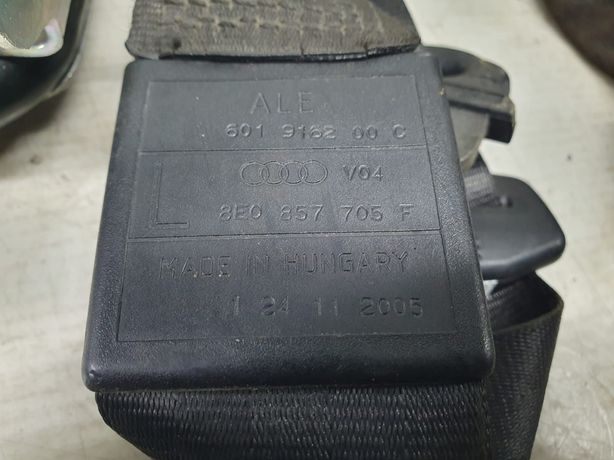 ALE
601 9162 00 C
V04
L
8E0 857 705 F
MADE IN HUNGARY
1 24 11 2005